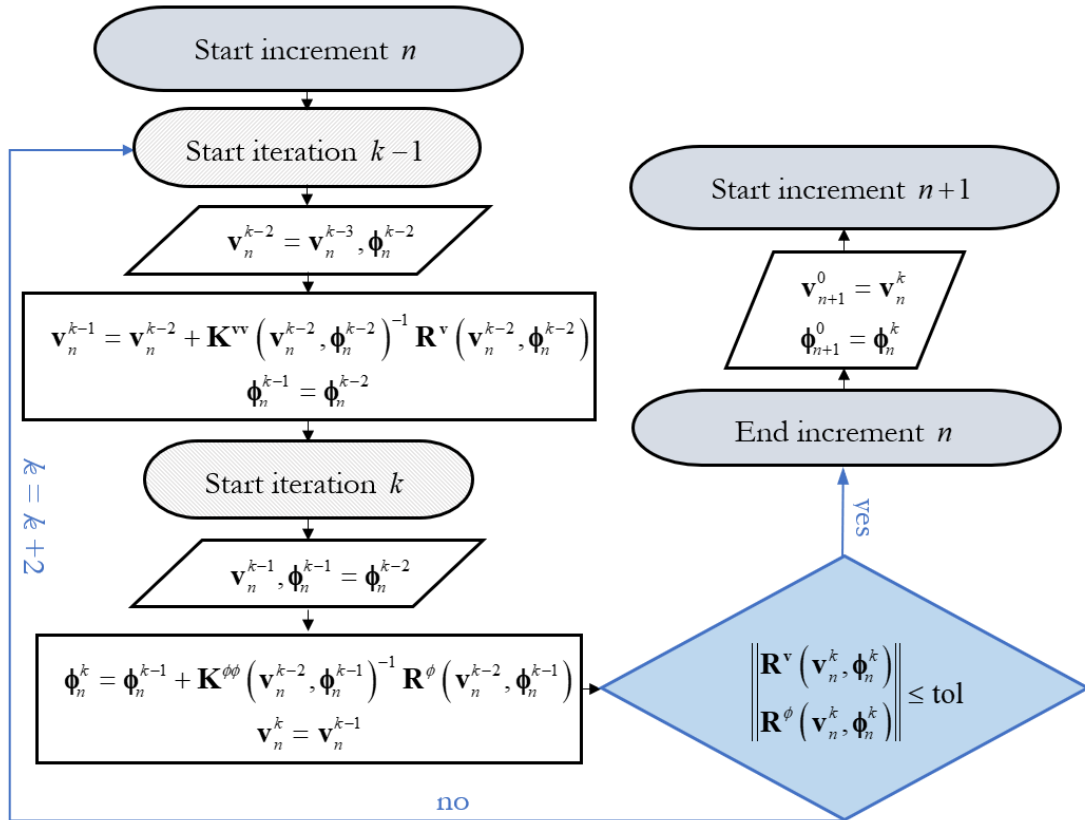 Start increment n
Start iteration k−1
v_n^{k-2} = v_n^{k-3}, ϕ_n^{k-2}
v_n^{k-1} = v_n^{k-2} + K^{vv} (v_n^{k-2}, ϕ_n^{k-2})^{-1} R^v (v_n^{k-2}, ϕ_n^{k-2})
ϕ_n^{k-1} = ϕ_n^{k-2}
Start iteration k
v_n^{k-1}, ϕ_n^{k-1} = ϕ_n^{k-2}
ϕ_n^k = ϕ_n^{k-1} + K^{ϕϕ} (v_n^{k-2}, ϕ_n^{k-1})^{-1} R^ϕ (v_n^{k-2}, ϕ_n^{k-1})
v_n^k = v_n^{k-1}
‖R^v (v_n^k, ϕ_n^k)
R^ϕ (v_n^k, ϕ_n^k)‖ ≤ tol
no
k = k +2
yes
End increment n
v_{n+1}^0 = v_n^k
ϕ_{n+1}^0 = ϕ_n^k
Start increment n+1